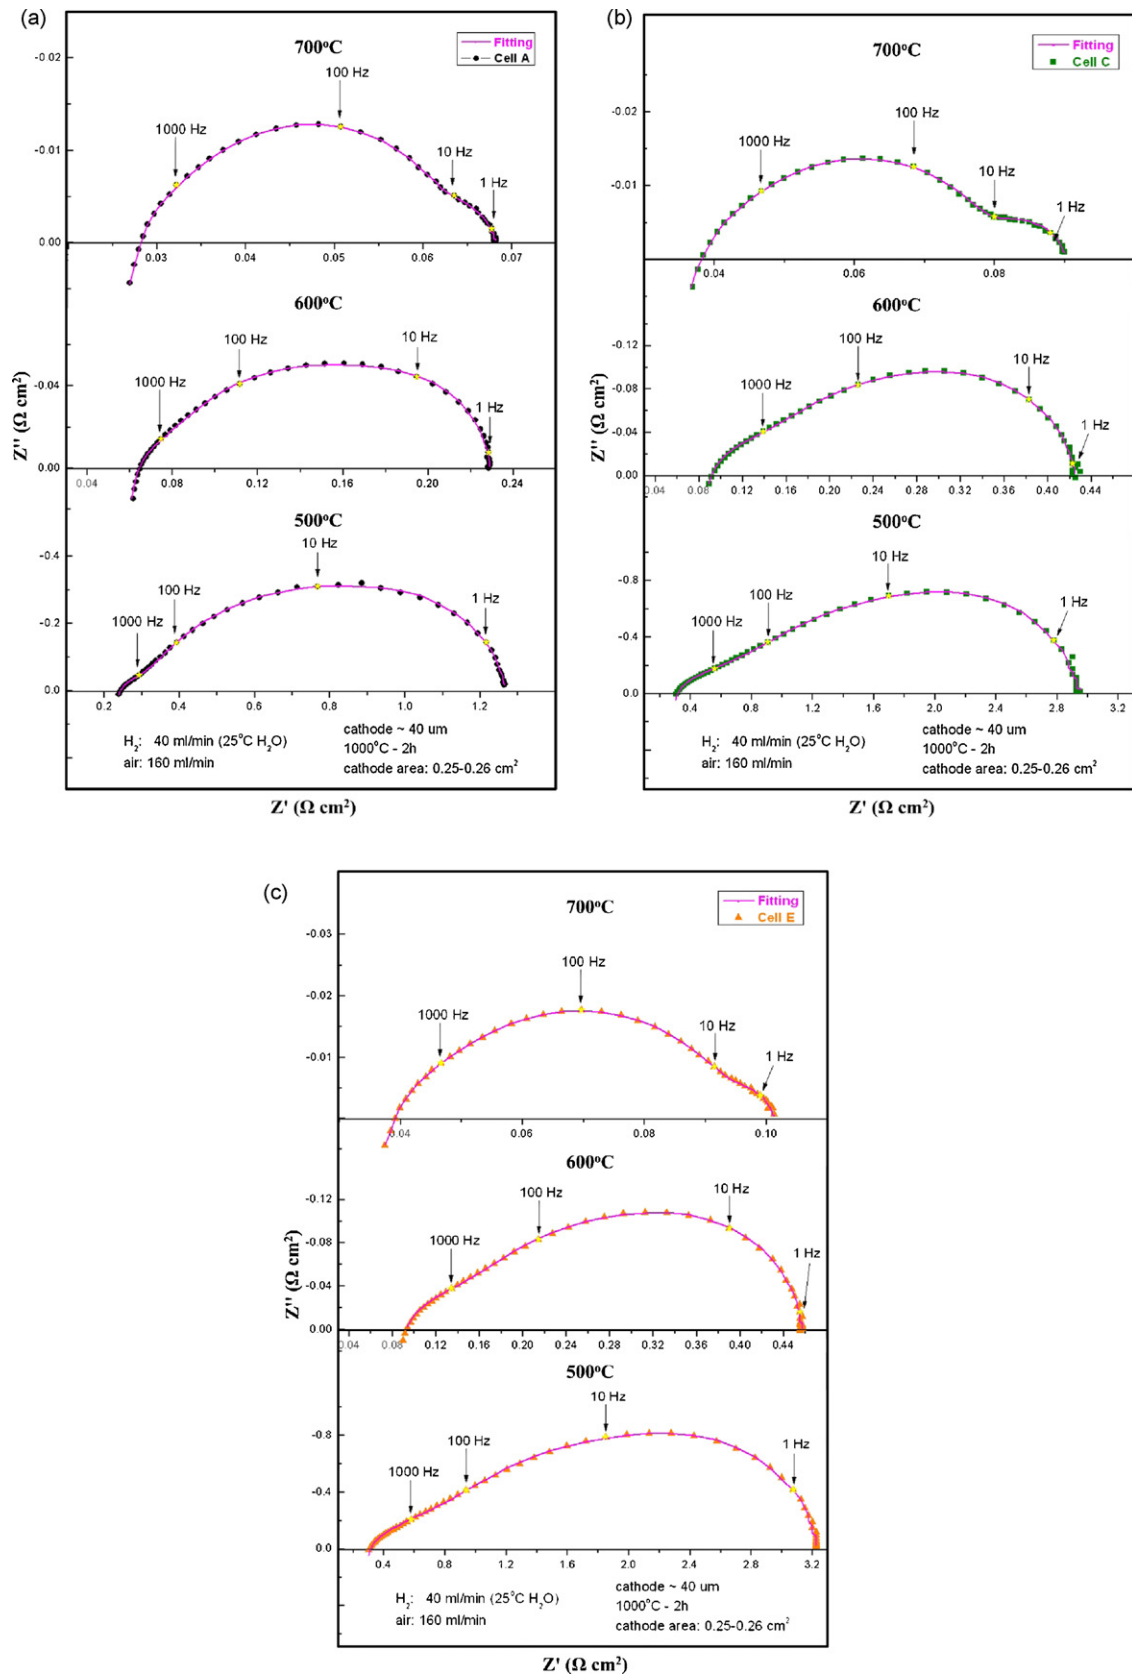 (a)
700°C
Fitting
Cell A
-0.02
100 Hz
1000 Hz
-0.01
10 Hz
1 Hz
0.00
0.03 0.04 0.05 0.06 0.07
600°C
100 Hz
10 Hz
-0.04
1000 Hz
1 Hz
0.00
0.04 0.08 0.12 0.16 0.20 0.24
500°C
-0.4
10 Hz
100 Hz
-0.2
1000 Hz
1 Hz
0.0
0.2 0.4 0.6 0.8 1.0 1.2
H2: 40 ml/min (25°C H2O)
air: 160 ml/min
cathode ~ 40 um
1000°C - 2h
cathode area: 0.25-0.26 cm²
Z'' (Ω cm²)
Z' (Ω cm²)
(b)
700°C
Fitting
Cell C
-0.02
100 Hz
1000 Hz
-0.01
10 Hz
1 Hz
0.04 0.06 0.08
600°C
-0.12
100 Hz
10 Hz
-0.08
1000 Hz
-0.04
1 Hz
0.00
0.04 0.08 0.12 0.16 0.20 0.24 0.28 0.32 0.36 0.40 0.44
500°C
-0.8
10 Hz
100 Hz
-0.4
1000 Hz
1 Hz
0.0
0.4 0.8 1.2 1.6 2.0 2.4 2.8 3.2
H2: 40 ml/min (25°C H2O)
air: 160 ml/min
cathode ~ 40 um
1000°C - 2h
cathode area: 0.25-0.26 cm²
Z'' (Ω cm²)
Z' (Ω cm²)
(c)
700°C
Fitting
Cell E
-0.03
100 Hz
-0.02
1000 Hz
10 Hz
-0.01
1 Hz
0.04 0.06 0.08 0.10
600°C
-0.12
100 Hz
10 Hz
-0.08
1000 Hz
-0.04
1 Hz
0.00
0.04 0.08 0.12 0.16 0.20 0.24 0.28 0.32 0.36 0.40 0.44
500°C
-0.8
10 Hz
100 Hz
1 Hz
-0.4
1000 Hz
0.0
0.4 0.8 1.2 1.6 2.0 2.4 2.8 3.2
H2: 40 ml/min (25°C H2O)
air: 160 ml/min
cathode ~ 40 um
1000°C - 2h
cathode area: 0.25-0.26 cm²
Z'' (Ω cm²)
Z' (Ω cm²)